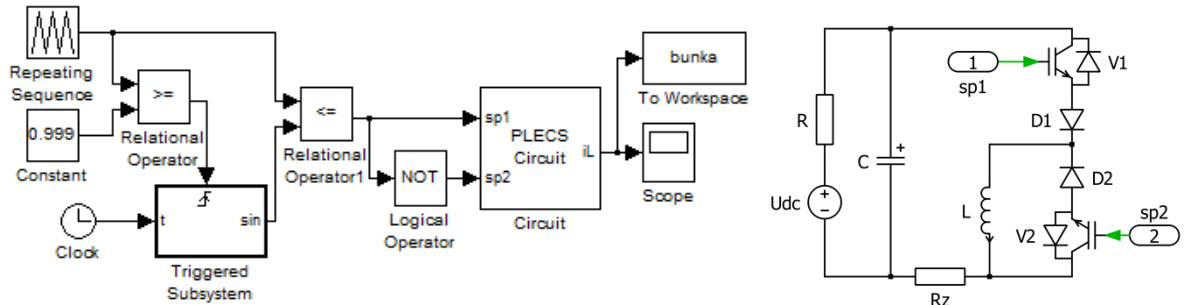 Repeating
Sequence
0.999
Constant
>=
Relational
Operator
Clock
t
sin
Triggered
Subsystem
<=
Relational
Operator1
NOT
Logical
Operator
sp1
sp2
PLECS
Circuit
iL
Circuit
bunka
To Workspace
Scope
1
sp1
V1
D1
R
C
+
Udc
+
−
L
D2
V2
sp2
2
Rz